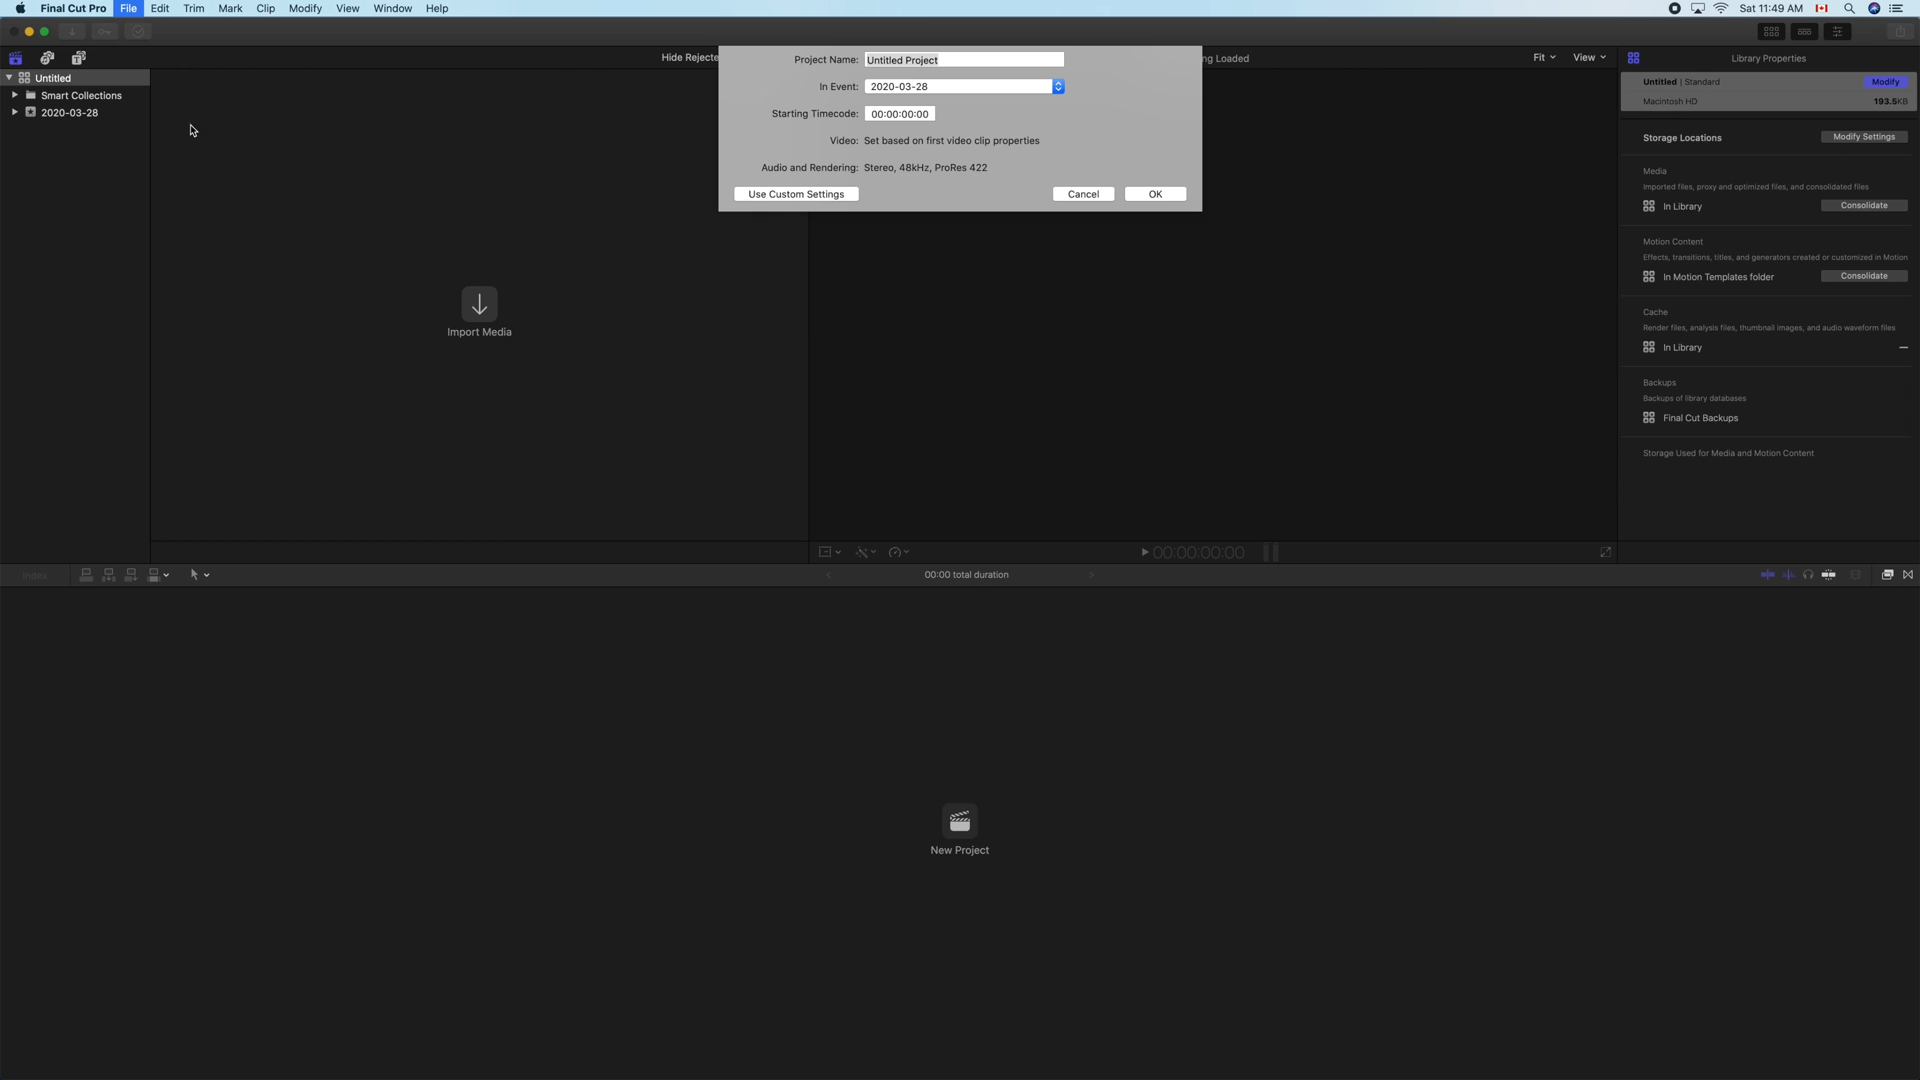 Final Cut Pro File Edit Trim Mark Clip Modify View Window Help Sat 11:49 AM
Hide Rejecte
ng Loaded
Fit View
Library Properties
Untitled
Smart Collections
2020-03-28
Project Name: Untitled Project
In Event: 2020-03-28
Starting Timecode: 00:00:00:00
Video: Set based on first video clip properties
Audio and Rendering: Stereo, 48kHz, ProRes 422
Use Custom Settings Cancel OK
Import Media
Untitled | Standard Modify
Macintosh HD 193.5KB
Storage Locations Modify Settings
Media
Imported files, proxy and optimized files, and consolidated files
In Library Consolidate
Motion Content
Effects, transitions, titles, and generators created or customized in Motion
In Motion Templates folder Consolidate
Cache
Render files, analysis files, thumbnail images, and audio waveform files
In Library —
Backups
Backups of library databases
Final Cut Backups
Storage Used for Media and Motion Content
00:00:00:00
Index
00:00 total duration
New Project